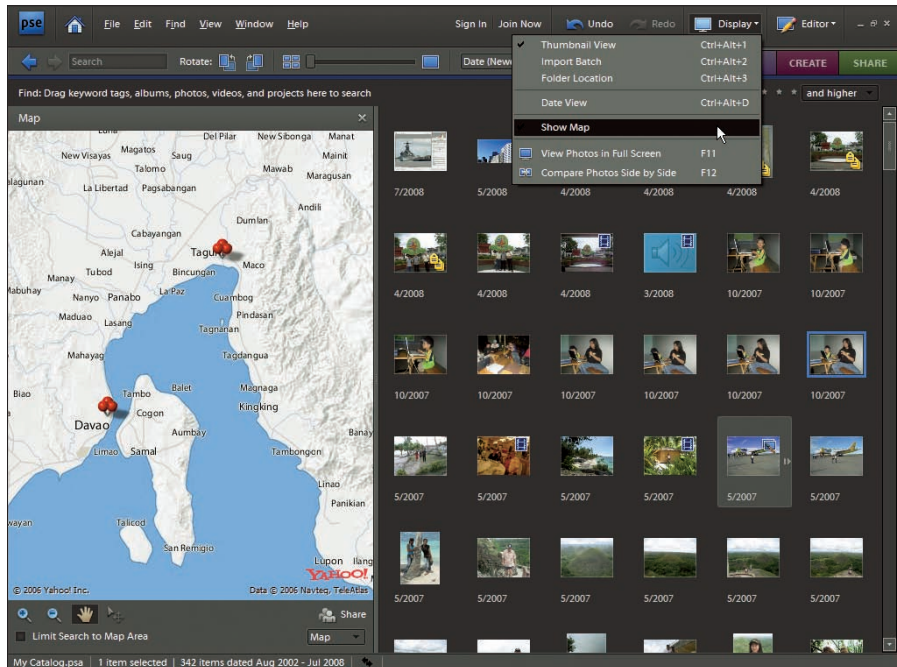 pse File Edit Find View Window Help Sign In Join Now Undo Redo Display Editor
Search Rotate: Date (New CREATE SHARE
Thumbnail View Ctrl+Alt+1
Import Batch Ctrl+Alt+2
Folder Location Ctrl+Alt+3
Date View Ctrl+Alt+D
Show Map
View Photos in Full Screen F11
Compare Photos Side by Side F12
Find: Drag keyword tags, albums, photos, videos, and projects here to search and higher
Map
Del Pilar New Sibonga Manat
New Visayas Magatos Saug Mainit
Talomo Mawab Maragusan
alagunan La Libertad Pagsabangan
Andili
Dumlan
Cabayangan
Alejal Tagum
Ising Maco
Manay Tubod Bincungan
Mabuhay Nanyo Panabo La Paz Cuambog
Maduao Lasang Pindasan
Tagnanan
Mahayag Tagdangua
Biao Tambo Balet Magnaga
Cogon Kingking
Davao Aumbay Banay
Limao Samal Tambongon
Linao
Panikian
wayan Talicod
San Remigio
Lupon Ilang
YAHOO!
© 2006 Yahoo! Inc. Data © 2006 Navteq, TeleAtlas
Share
Limit Search to Map Area Map
7/2008 5/2008 4/2008 4/2008 4/2008 4/2008
4/2008 4/2008 4/2008 3/2008 10/2007 10/2007
10/2007 10/2007 10/2007 10/2007 10/2007 10/2007
5/2007 5/2007 5/2007 5/2007 5/2007 5/2007
5/2007 5/2007 5/2007 5/2007 5/2007 5/2007
My Catalog.psa 1 item selected 342 items dated Aug 2002 - Jul 2008